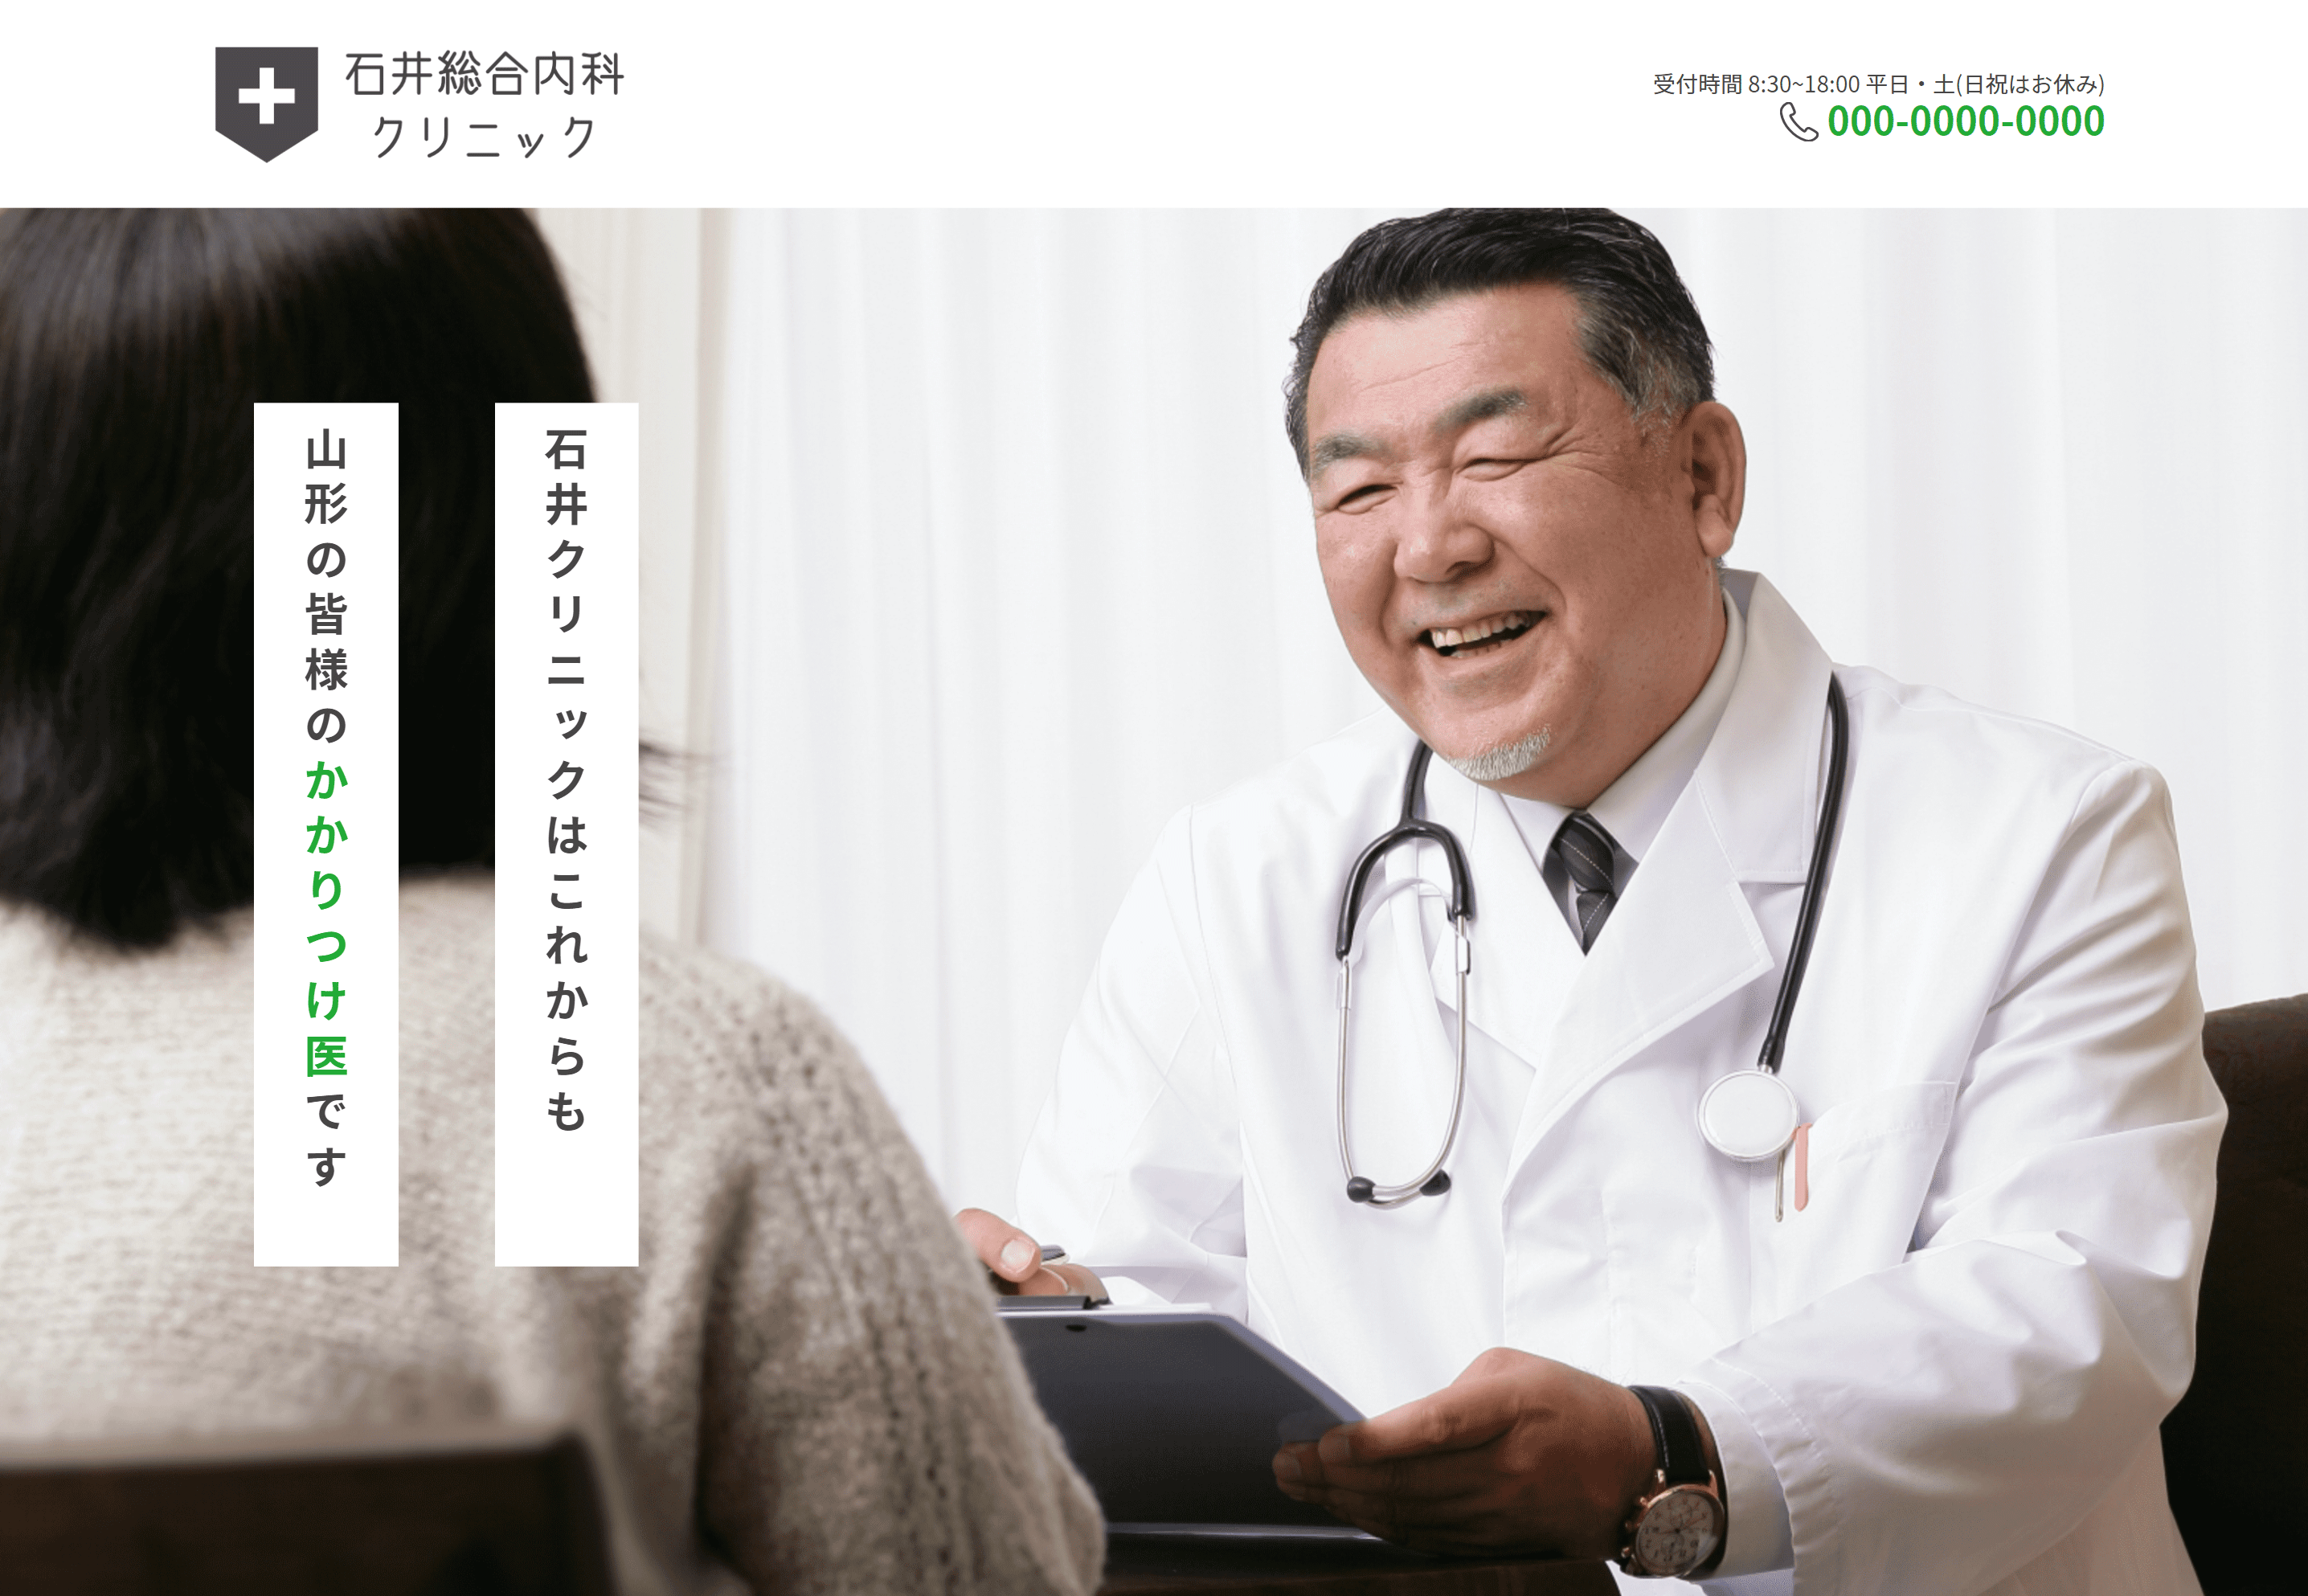 石井総合内科
クリニック
受付時間 8:30~18:00 平日・土(日祝はお休み)
000-0000-0000
石井クリニックはこれからも
山形の皆様のかかりつけ医です